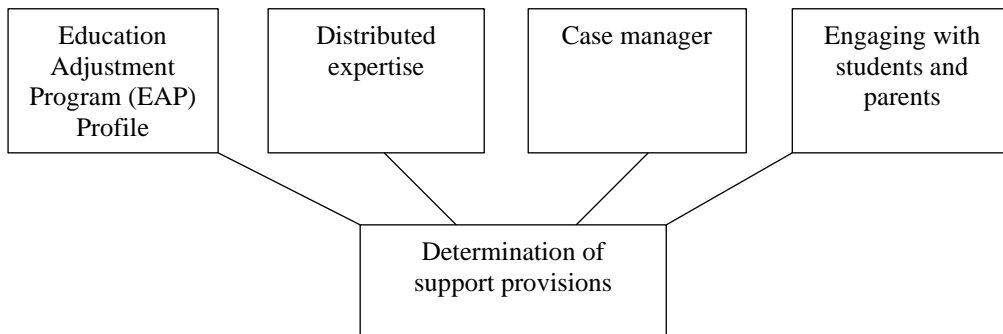 Education
Adjustment
Program (EAP)
Profile
Distributed
expertise
Case manager
Engaging with
students and
parents
Determination of
support provisions